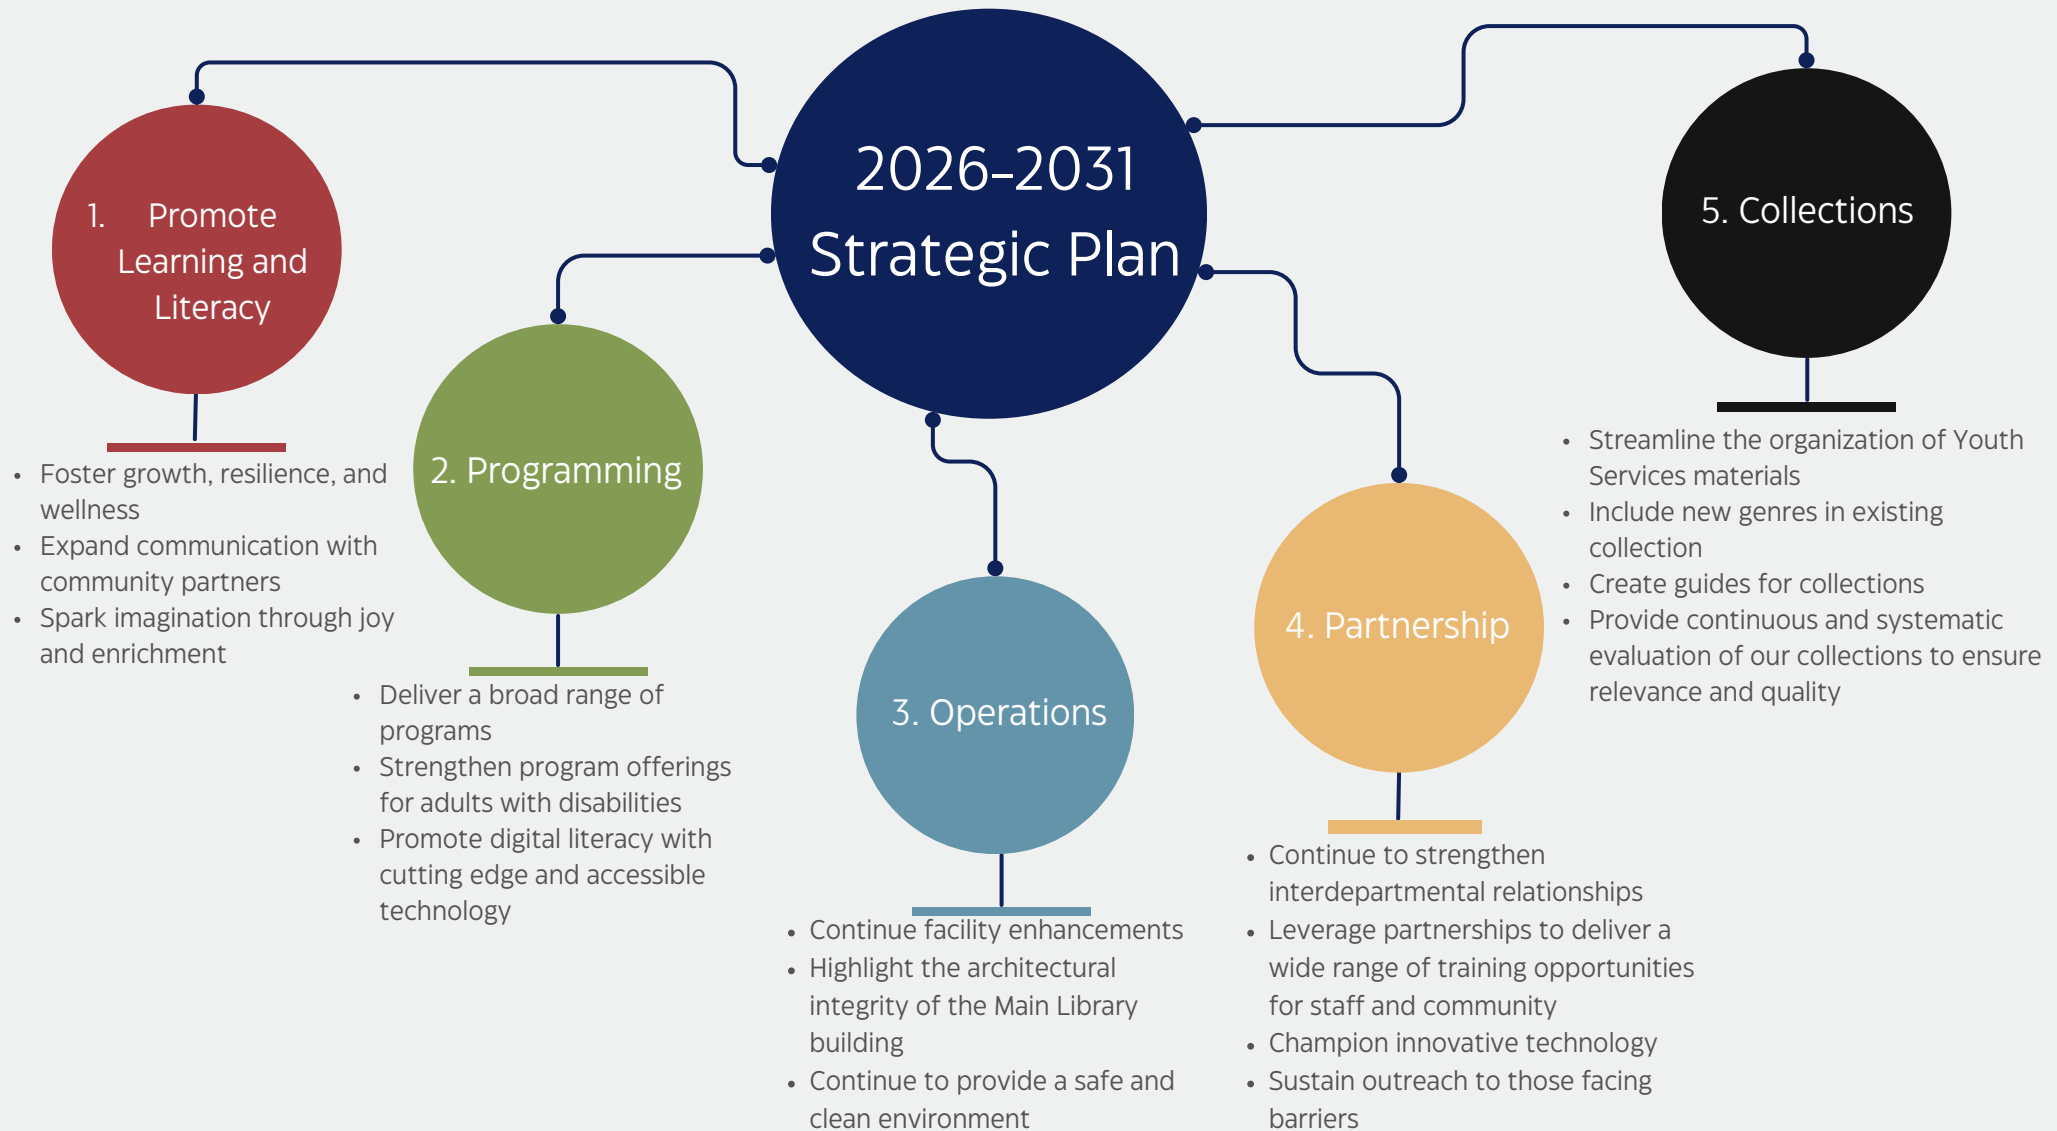 2026-2031
Strategic Plan
1. Promote
Learning and
Literacy
• Foster growth, resilience, and
wellness
• Expand communication with
community partners
• Spark imagination through joy
and enrichment
2. Programming
• Deliver a broad range of
programs
• Strengthen program offerings
for adults with disabilities
• Promote digital literacy with
cutting edge and accessible
technology
3. Operations
• Continue facility enhancements
• Highlight the architectural
integrity of the Main Library
building
• Continue to provide a safe and
clean environment
4. Partnership
• Continue to strengthen
interdepartmental relationships
• Leverage partnerships to deliver a
wide range of training opportunities
for staff and community
• Champion innovative technology
• Sustain outreach to those facing
barriers
5. Collections
• Streamline the organization of Youth
Services materials
• Include new genres in existing
collection
• Create guides for collections
• Provide continuous and systematic
evaluation of our collections to ensure
relevance and quality